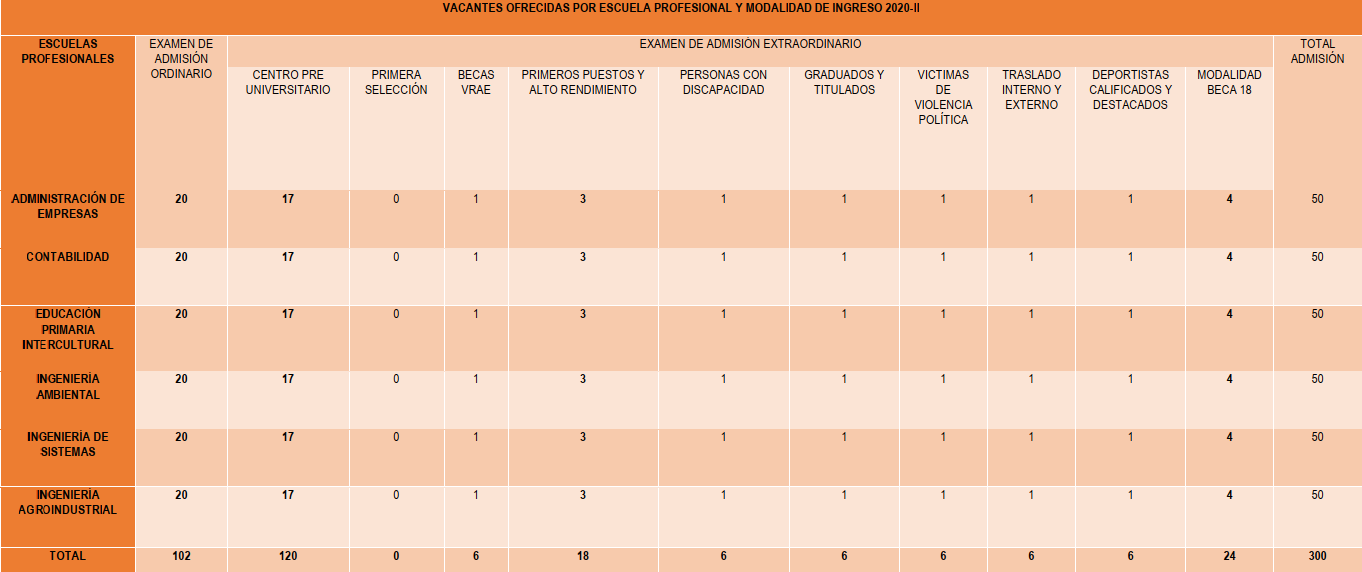 VACANTES OFRECIDAS POR ESCUELA PROFESIONAL Y MODALIDAD DE INGRESO 2020-II
ESCUELAS PROFESIONALES EXAMEN DE ADMISIÓN ORDINARIO EXAMEN DE ADMISIÓN EXTRAORDINARIO TOTAL ADMISIÓN
CENTRO PRE UNIVERSITARIO PRIMERA SELECCIÓN BECAS VRAE PRIMEROS PUESTOS Y ALTO RENDIMIENTO PERSONAS CON DISCAPACIDAD GRADUADOS Y TITULADOS VICTIMAS DE VIOLENCIA POLÍTICA TRASLADO INTERNO Y EXTERNO DEPORTISTAS CALIFICADOS Y DESTACADOS MODALIDAD BECA 18
ADMINISTRACIÓN DE EMPRESAS 20 17 0 1 3 1 1 1 1 1 4 50
CONTABILIDAD 20 17 0 1 3 1 1 1 1 1 4 50
EDUCACIÓN PRIMARIA INTERCULTURAL 20 17 0 1 3 1 1 1 1 1 4 50
INGENIERÍA AMBIENTAL 20 17 0 1 3 1 1 1 1 1 4 50
INGENIERÍA DE SISTEMAS 20 17 0 1 3 1 1 1 1 1 4 50
INGENIERÍA AGROINDUSTRIAL 20 17 0 1 3 1 1 1 1 1 4 50
TOTAL 102 120 0 6 18 6 6 6 6 6 24 300